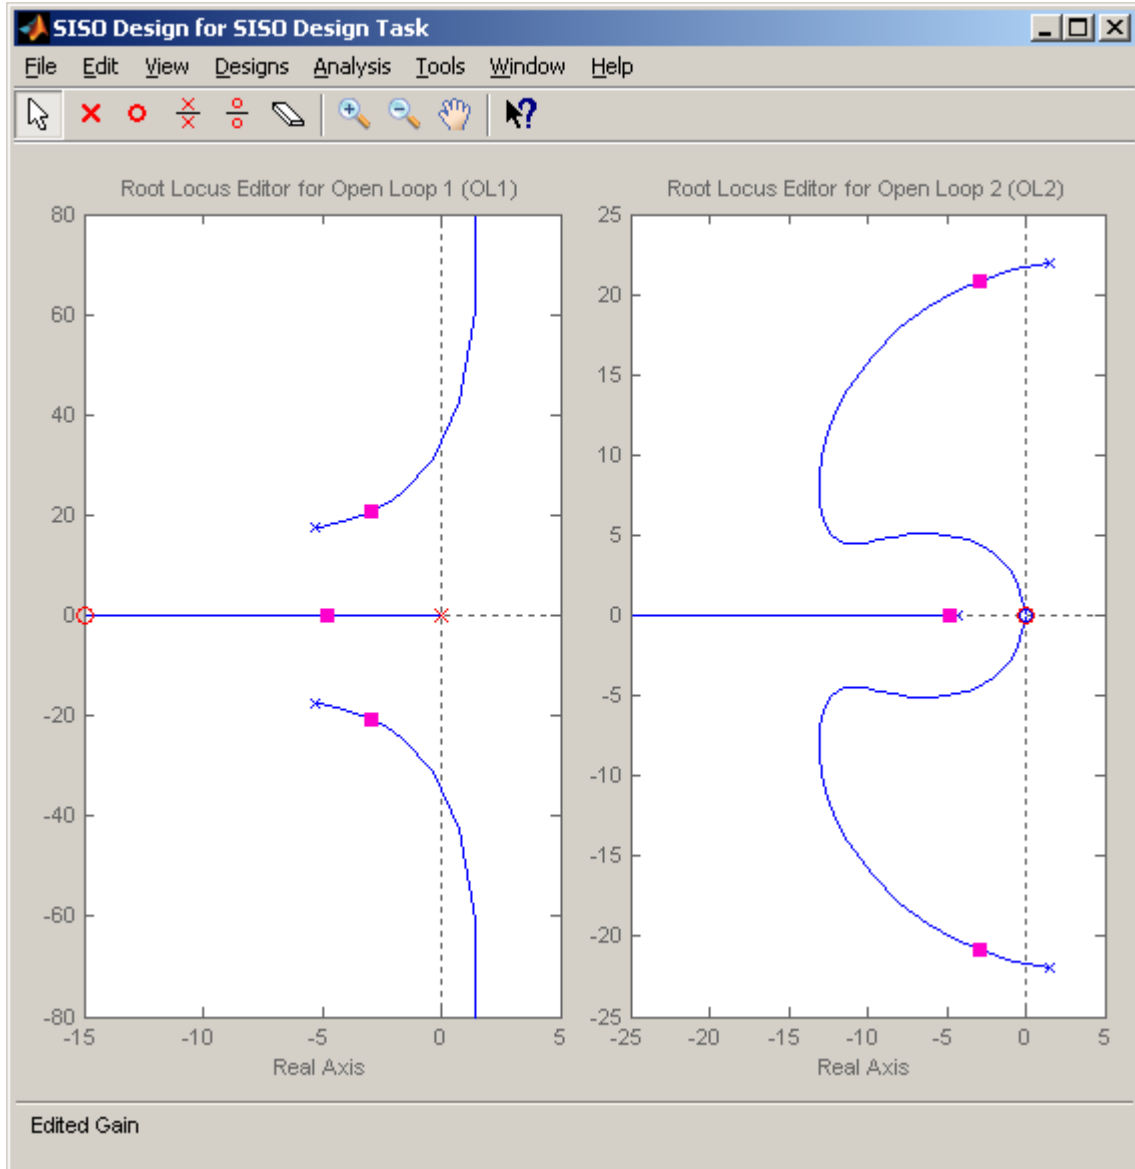 SISO Design for SISO Design Task
File Edit View Designs Analysis Tools Window Help
Root Locus Editor for Open Loop 1 (OL1)
80
60
40
20
0
-20
-40
-60
-80
-15 -10 -5 0 5
Real Axis
Root Locus Editor for Open Loop 2 (OL2)
25
20
15
10
5
0
-5
-10
-15
-20
-25
-25 -20 -15 -10 -5 0 5
Real Axis
Edited Gain